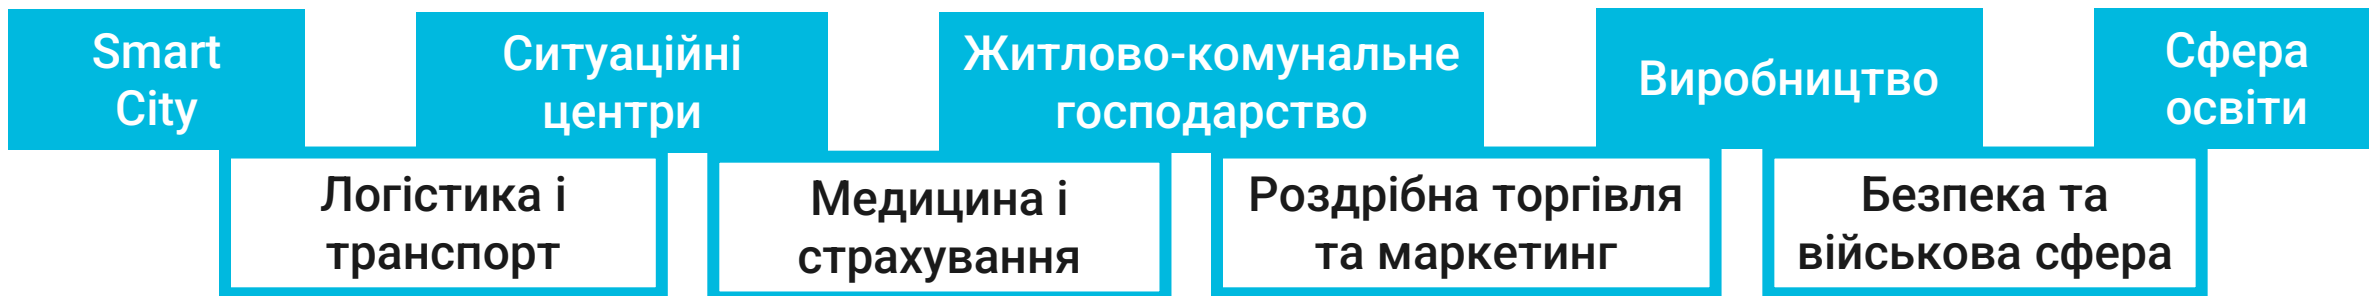 Smart
City
Ситуаційні
центри
Житлово-комунальне
господарство
Виробництво
Сфера
освіти
Логістика і
транспорт
Медицина і
страхування
Роздрібна торгівля
та маркетинг
Безпека та
військова сфера